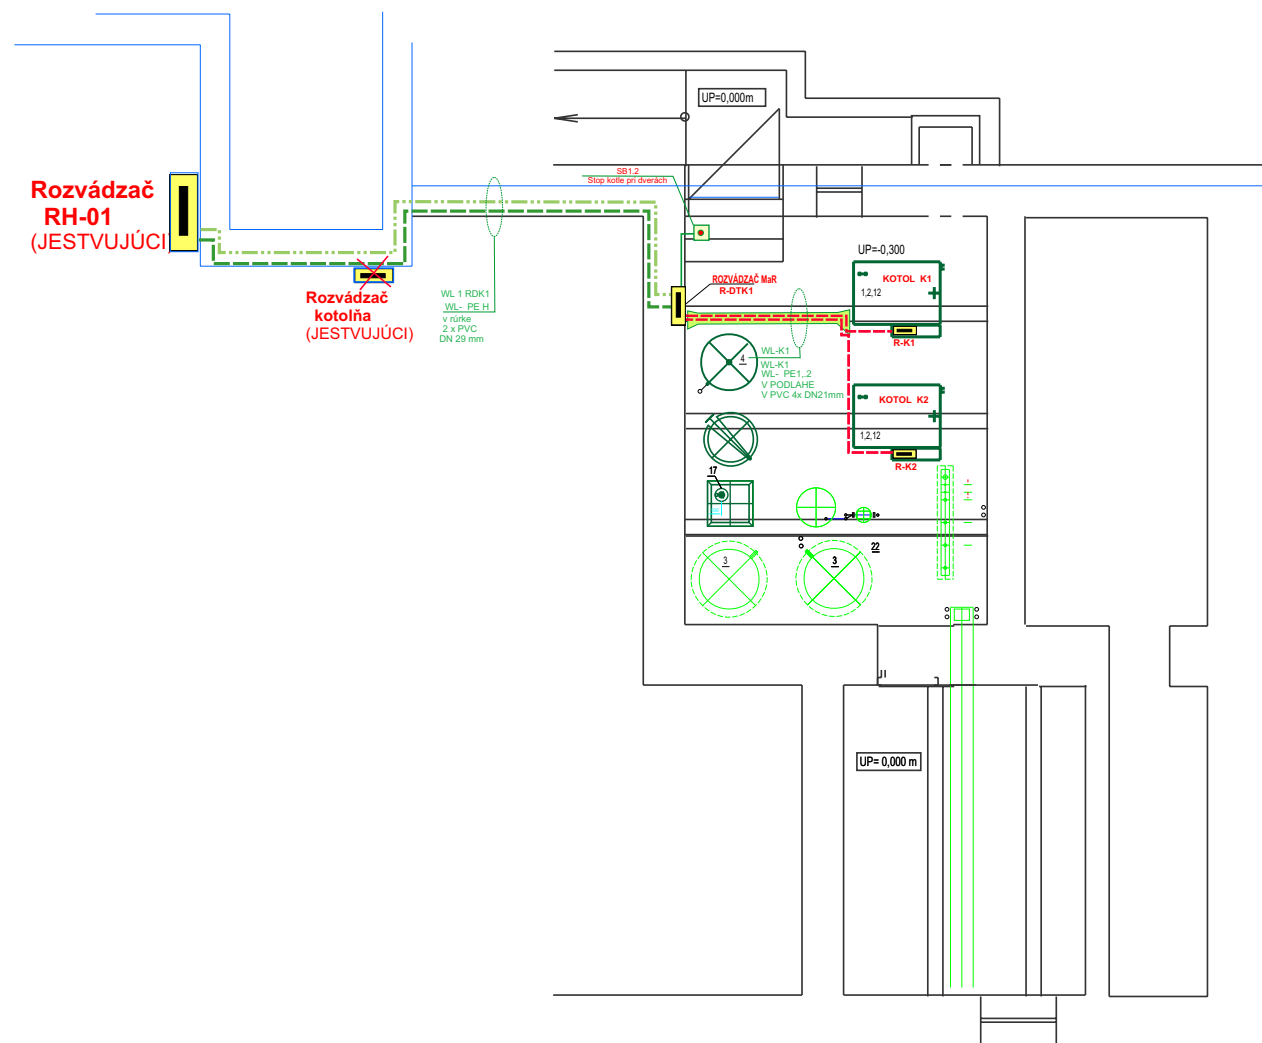 UP=0,000m
SB1.2
Stop kotle pri dverách
Rozvádzač
RH-01
(JESTVUJÚCI
UP=-0,300
KOTOL K1
1,2,12
R-K1
ROZVÁDZAČ MaR
R-DTK1
Rozvádzač
kotolňa
(JESTVUJÚCI)
WL 1 RDK1
WL- PE H
v rúrke
2 x PVC
DN 29 mm
4
WL-K1
WL-K1
WL- PE1,.2
V PODLAHE
V PVC 4x DN21mm
KOTOL K2
1,2,12
R-K2
17
22
3
3
UP= 0,000 m